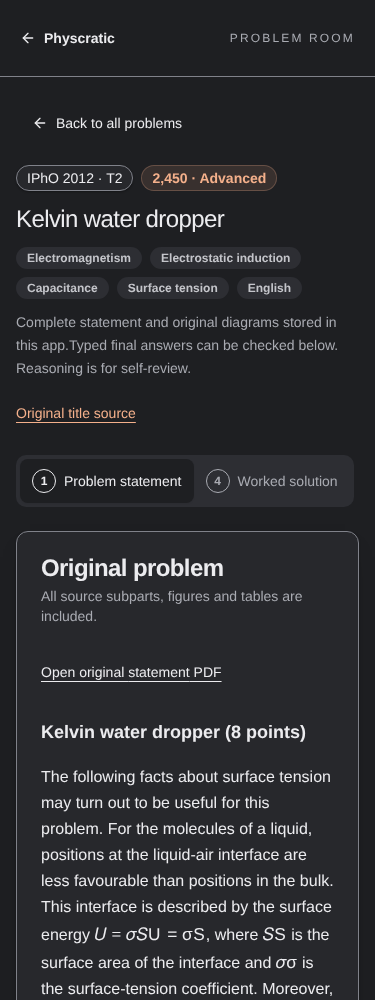 ← Physcratic
PROBLEM ROOM
← Back to all problems
IPhO 2012 · T2
2,450 · Advanced
Kelvin water dropper
Electromagnetism
Electrostatic induction
Capacitance
Surface tension
English
Complete statement and original diagrams stored in
this app.Typed final answers can be checked below.
Reasoning is for self-review.
Original title source
1 Problem statement
4 Worked solution
Original problem
All source subparts, figures and tables are
included.
Open original statement PDF
Kelvin water dropper (8 points)
The following facts about surface tension
may turn out to be useful for this
problem. For the molecules of a liquid,
positions at the liquid-air interface are
less favourable than positions in the bulk.
This interface is described by the surface
energy 𝑈 = 𝜎𝑆U = σS, where 𝑆S is the
surface area of the interface and 𝜎σ is
the surface-tension coefficient. Moreover,